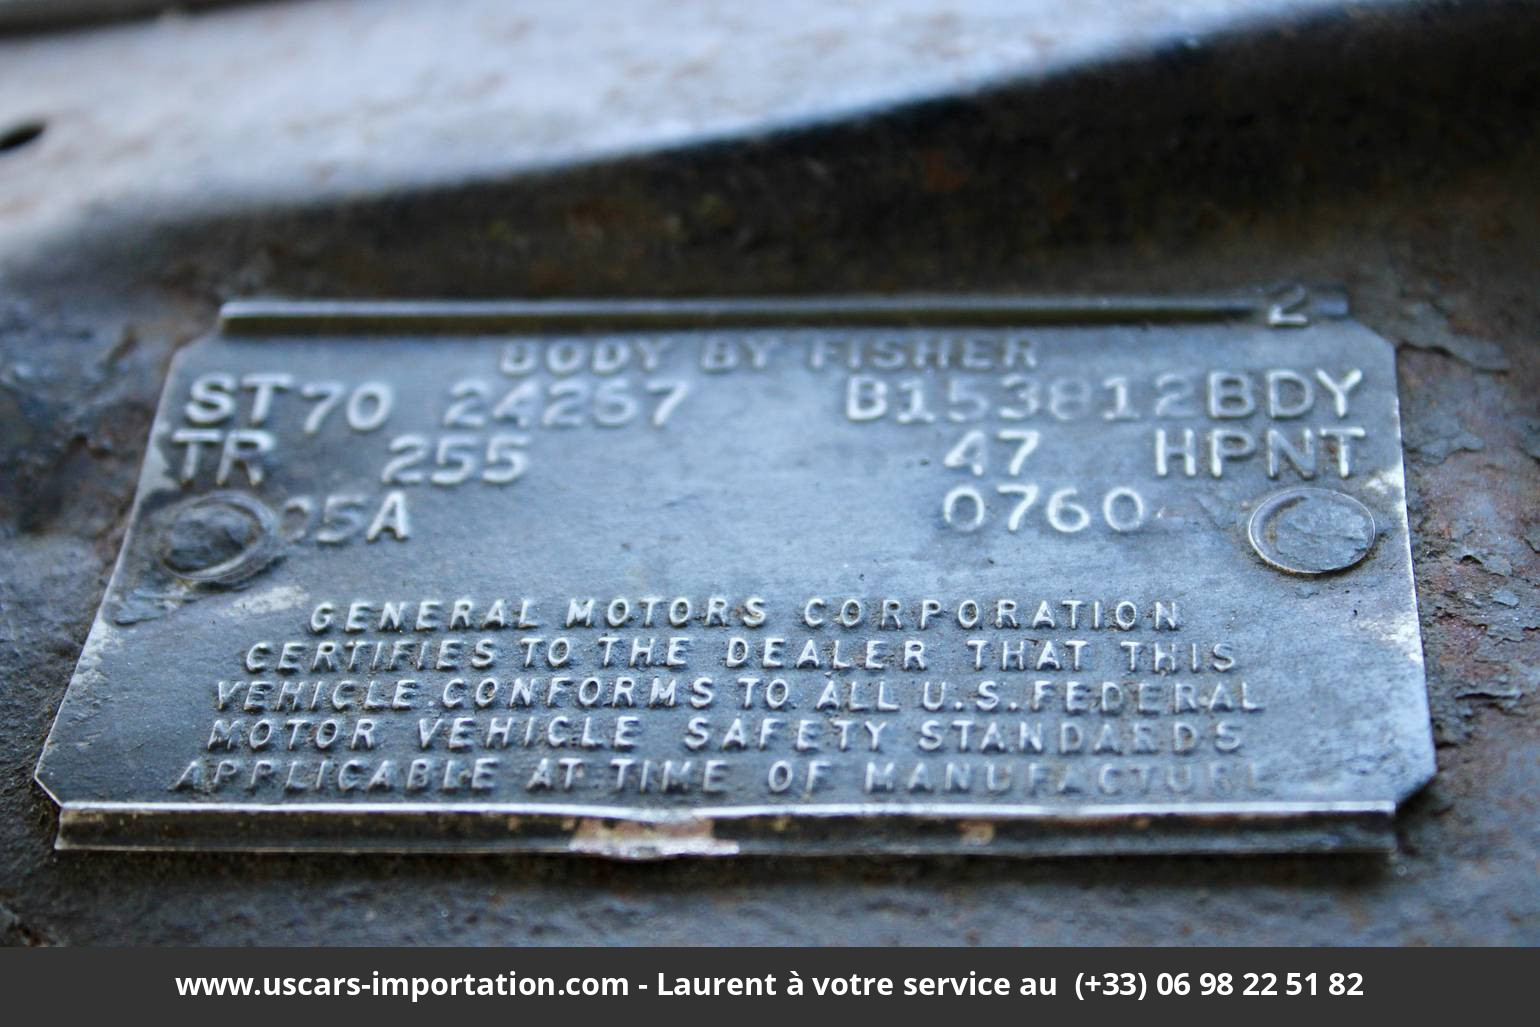 2
BODY BY FISHER
ST70 24267 B153812BDY
TR 255 47 HPNT
05A 0760
GENERAL MOTORS CORPORATION
CERTIFIES TO THE DEALER THAT THIS
VEHICLE CONFORMS TO ALL U.S. FEDERAL
MOTOR VEHICLE SAFETY STANDARDS
APPLICABLE AT TIME OF MANUFACTURE
www.uscars-importation.com - Laurent à votre service au (+33) 06 98 22 51 82